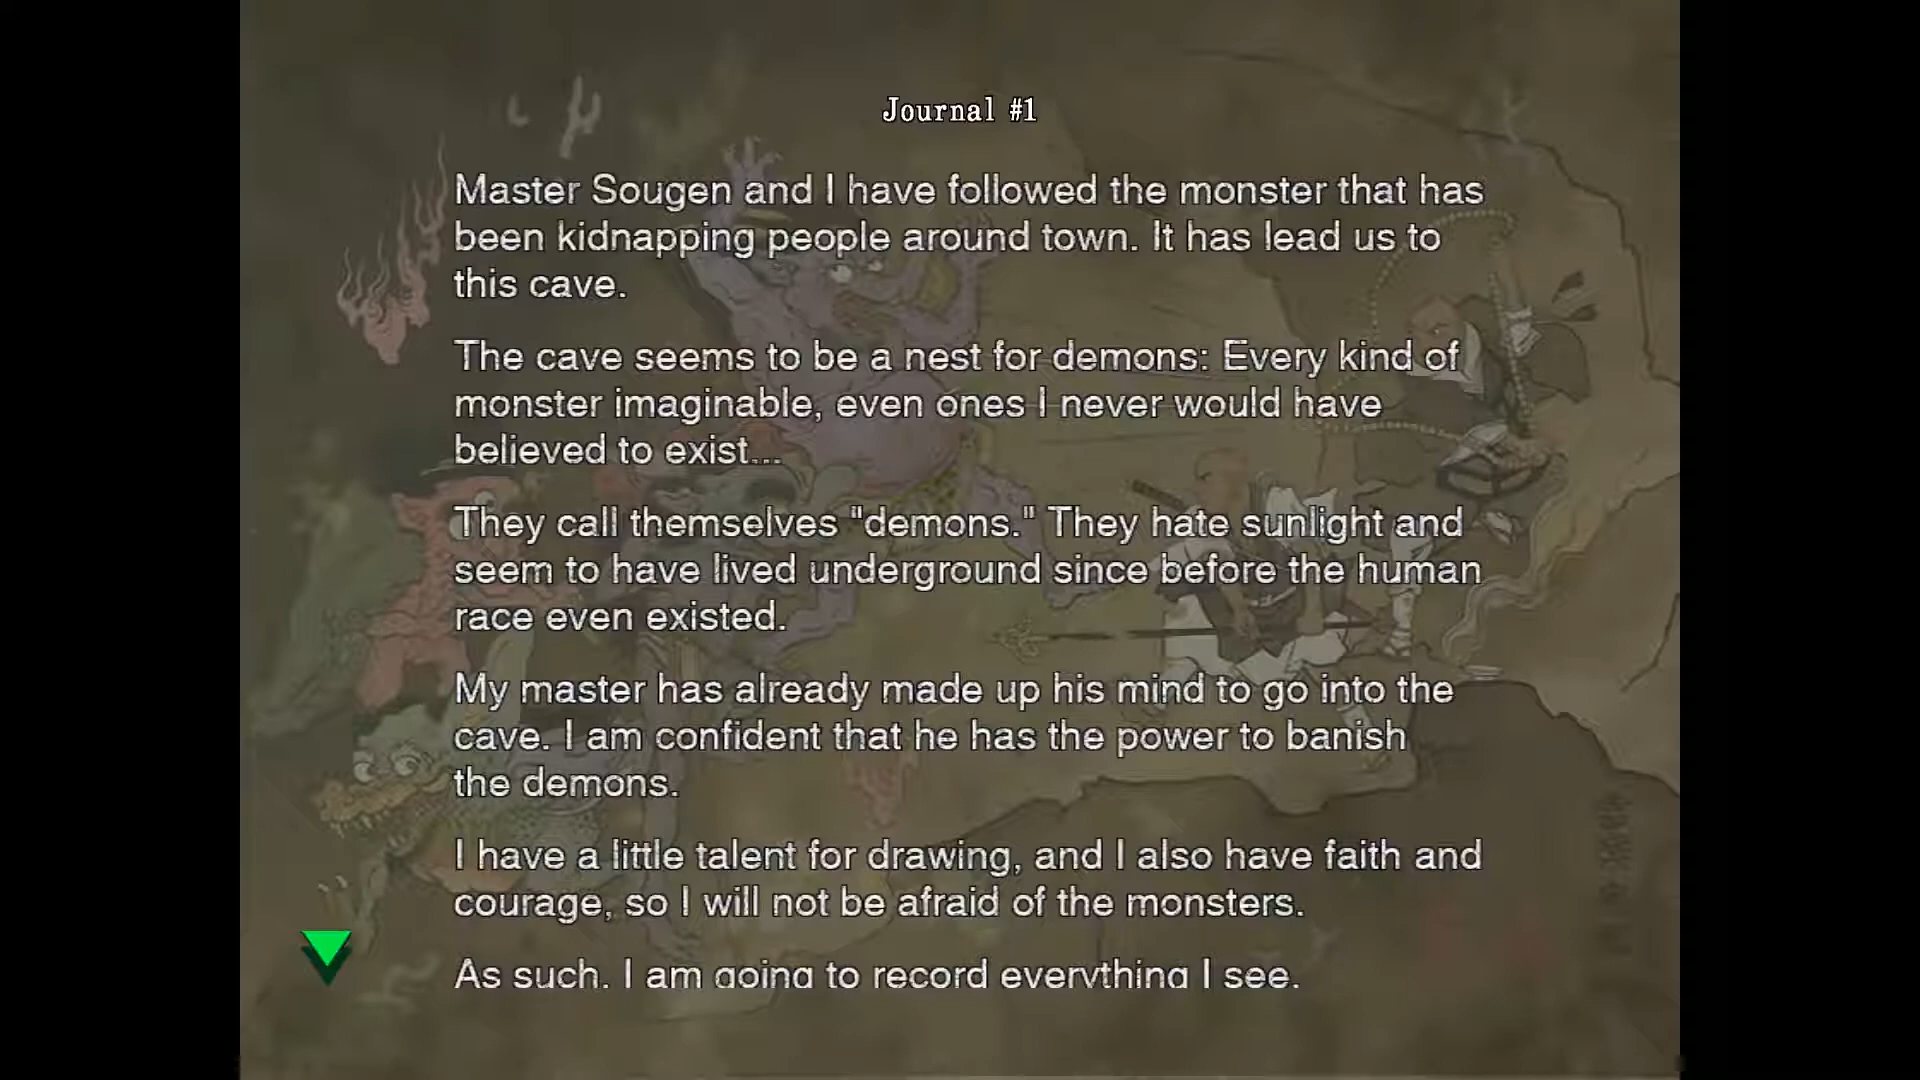 Journal #1
Master Sougen and I have followed the monster that has
been kidnapping people around town. It has lead us to
this cave.
The cave seems to be a nest for demons: Every kind of
monster imaginable, even ones I never would have
believed to exist...
They call themselves "demons." They hate sunlight and
seem to have lived underground since before the human
race even existed.
My master has already made up his mind to go into the
cave. I am confident that he has the power to banish
the demons.
I have a little talent for drawing, and I also have faith and
courage, so I will not be afraid of the monsters.
As such, I am going to record everything I see.